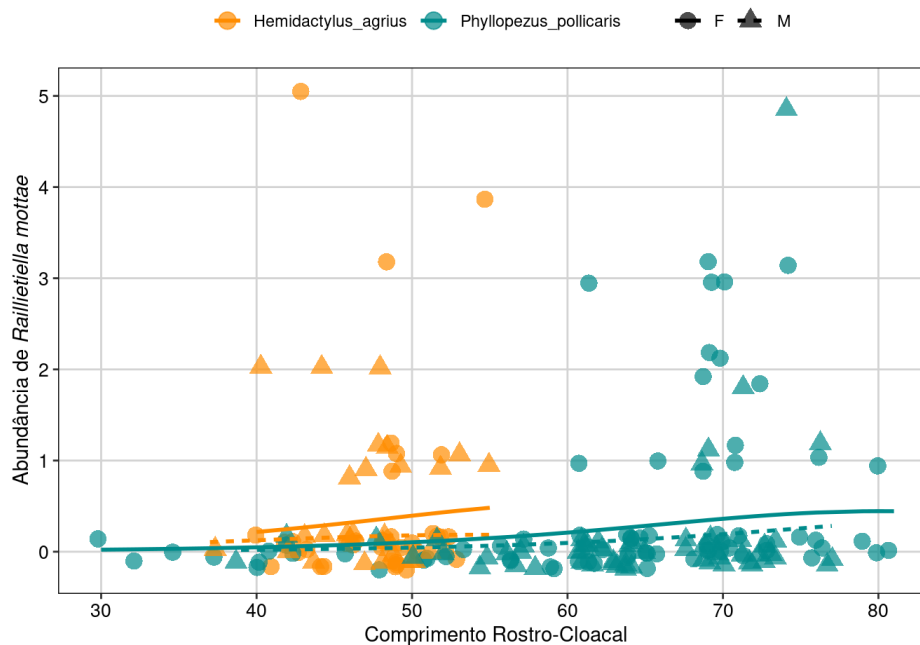 Hemidactylus_agrius Phyllopezus_pollicaris F M
Abundância de Raillietiella mottae
5
4
3
2
1
0
30 40 50 60 70 80
Comprimento Rostro-Cloacal